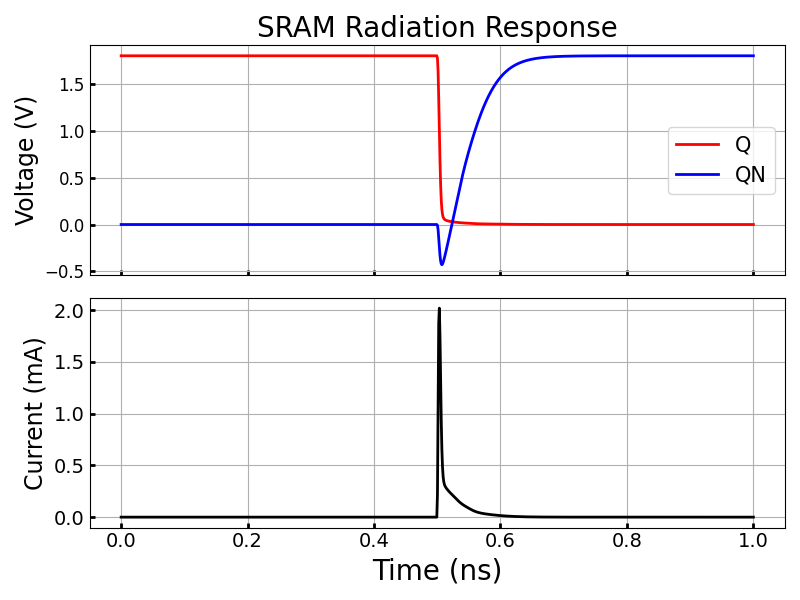 SRAM Radiation Response
Voltage (V)
1.5
1.0
0.5
0.0
−0.5
Q
QN
Current (mA)
2.0
1.5
1.0
0.5
0.0
0.0 0.2 0.4 0.6 0.8 1.0
Time (ns)